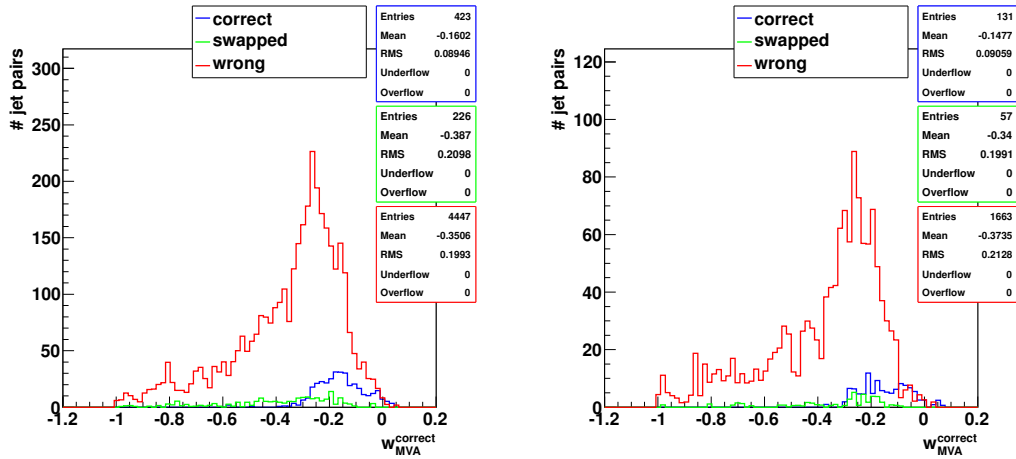 correct
swapped
wrong
Entries 423
Mean -0.1602
RMS 0.08946
Underflow 0
Overflow 0
Entries 226
Mean -0.387
RMS 0.2098
Underflow 0
Overflow 0
Entries 4447
Mean -0.3506
RMS 0.1993
Underflow 0
Overflow 0
# jet pairs
300
250
200
150
100
50
0
-1.2 -1 -0.8 -0.6 -0.4 -0.2 0 0.2
w correct MVA
correct
swapped
wrong
Entries 131
Mean -0.1477
RMS 0.09059
Underflow 0
Overflow 0
Entries 57
Mean -0.34
RMS 0.1991
Underflow 0
Overflow 0
Entries 1663
Mean -0.3735
RMS 0.2128
Underflow 0
Overflow 0
# jet pairs
120
100
80
60
40
20
0
-1.2 -1 -0.8 -0.6 -0.4 -0.2 0 0.2
w correct MVA